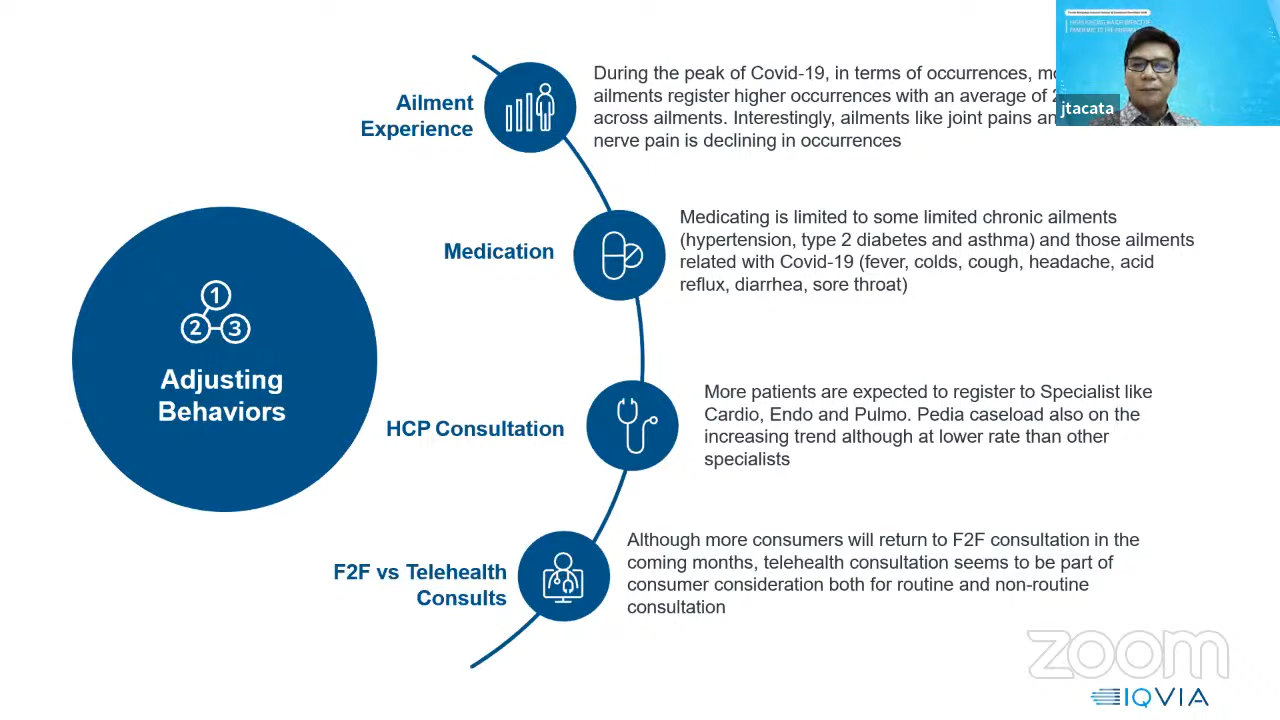 Ailment
Experience
During the peak of Covid-19, in terms of occurrences,
ailments register higher occurrences with an average of
across ailments. Interestingly, ailments like joint pains
nerve pain is declining in occurrences
Medication
Medicating is limited to some limited chronic ailments
(hypertension, type 2 diabetes and asthma) and those ailments
related with Covid-19 (fever, colds, cough, headache, acid
reflux, diarrhea, sore throat)
1
2 3
Adjusting
Behaviors
HCP Consultation
More patients are expected to register to Specialist like
Cardio, Endo and Pulmo. Pedia caseload also on the
increasing trend although at lower rate than other
specialists
F2F vs Telehealth
Consults
Although more consumers will return to F2F consultation in the
coming months, telehealth consultation seems to be part of
consumer consideration both for routine and non-routine
consultation
jtacata
zoom
IQVIA